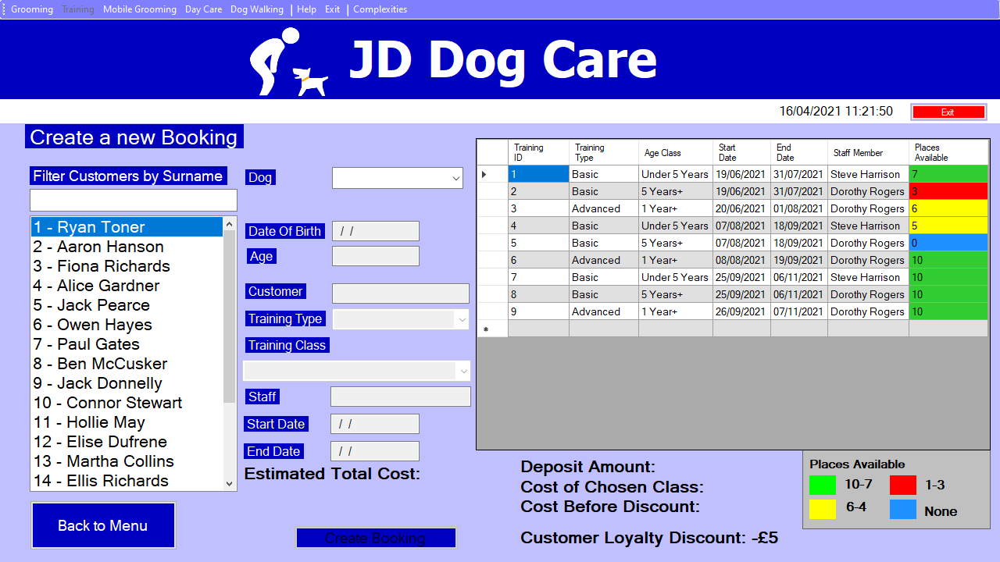 Grooming Training Mobile Grooming Day Care Dog Walking Help Exit Complexities
JD Dog Care
16/04/2021 11:21:50 Exit
Create a new Booking
Filter Customers by Surname
1 - Ryan Toner
2 - Aaron Hanson
3 - Fiona Richards
4 - Alice Gardner
5 - Jack Pearce
6 - Owen Hayes
7 - Paul Gates
8 - Ben McCusker
9 - Jack Donnelly
10 - Connor Stewart
11 - Hollie May
12 - Elise Dufrene
13 - Martha Collins
14 - Ellis Richards
Back to Menu
Dog
Date Of Birth / /
Age
Customer
Training Type
Training Class
Staff
Start Date / /
End Date / /
Estimated Total Cost:
Create Booking
Training ID Training Type Age Class Start Date End Date Staff Member Places Available
1 Basic Under 5 Years 19/06/2021 31/07/2021 Steve Harrison 7
2 Basic 5 Years+ 19/06/2021 31/07/2021 Dorothy Rogers 3
3 Advanced 1 Year+ 20/06/2021 01/08/2021 Dorothy Rogers 6
4 Basic Under 5 Years 07/08/2021 18/09/2021 Steve Harrison 5
5 Basic 5 Years+ 07/08/2021 18/09/2021 Dorothy Rogers 0
6 Advanced 1 Year+ 08/08/2021 19/09/2021 Dorothy Rogers 10
7 Basic Under 5 Years 25/09/2021 06/11/2021 Steve Harrison 10
8 Basic 5 Years+ 25/09/2021 06/11/2021 Dorothy Rogers 10
9 Advanced 1 Year+ 26/09/2021 07/11/2021 Dorothy Rogers 10
Deposit Amount:
Cost of Chosen Class:
Cost Before Discount:
Customer Loyalty Discount: -£5
Places Available
10-7 1-3
6-4 None